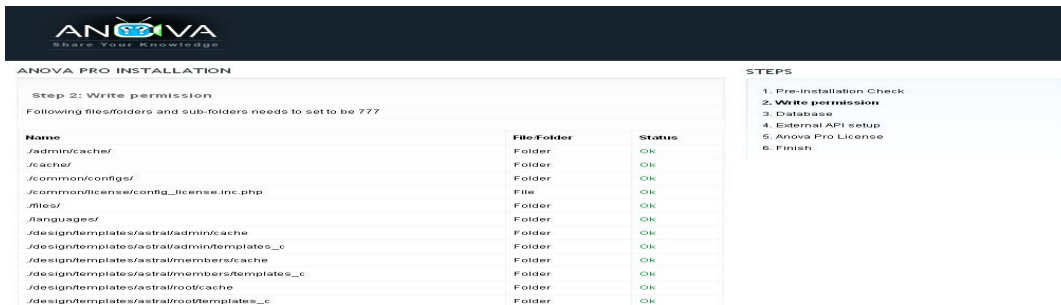 ANOVA
Share Your Knowledge
ANOVA PRO INSTALLATION
Step 2: Write permission
Following files/folders and sub-folders needs to set to be 777
Name File/Folder Status
./admin/cache/ Folder Ok
./cache/ Folder Ok
./common/configs/ Folder Ok
./common/license/config_license.inc.php File Ok
./files/ Folder Ok
./languages/ Folder Ok
./design/templates/astral/admin/cache Folder Ok
./design/templates/astral/admin/templates_c Folder Ok
./design/templates/astral/members/cache Folder Ok
./design/templates/astral/members/templates_c Folder Ok
./design/templates/astral/root/cache Folder Ok
./design/templates/astral/root/templates_c Folder Ok
STEPS
1. Pre-installation Check
2. Write permission
3. Database
4. External API setup
5. Anova Pro License
6. Finish